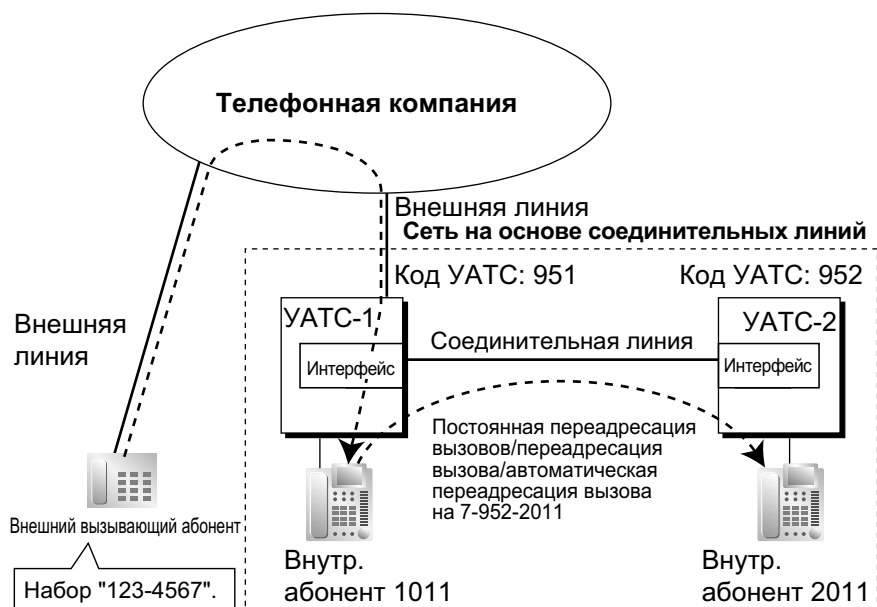 Телефонная компания
Внешняя линия
Сеть на основе соединительных линий
Код УАТС: 951
Код УАТС: 952
УАТС-1
УАТС-2
Внешняя
линия
Соединительная линия
Интерфейс
Интерфейс
Постоянная переадресация
вызовов/переадресация
вызова/автоматическая
переадресация вызова
на 7-952-2011
Внешний вызывающий абонент
Набор "123-4567".
Внутр.
абонент 1011
Внутр.
абонент 2011